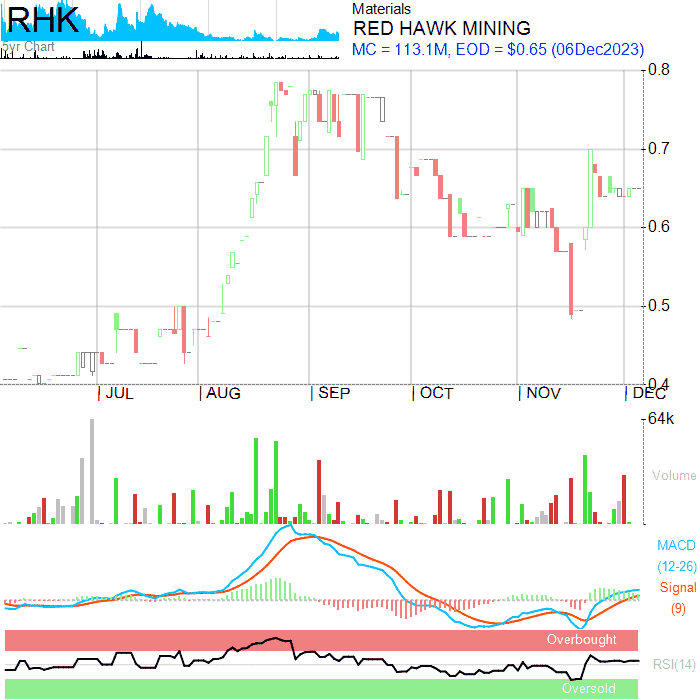 RHK
5yr Chart
Materials
RED HAWK MINING
MC = 113.1M, EOD = $0.65 (06Dec2023)
0.8
0.7
0.6
0.5
0.4
JUL AUG SEP OCT NOV DEC
64k
Volume
MACD
(12-26)
Signal
(9)
Overbought
RSI(14)
Oversold